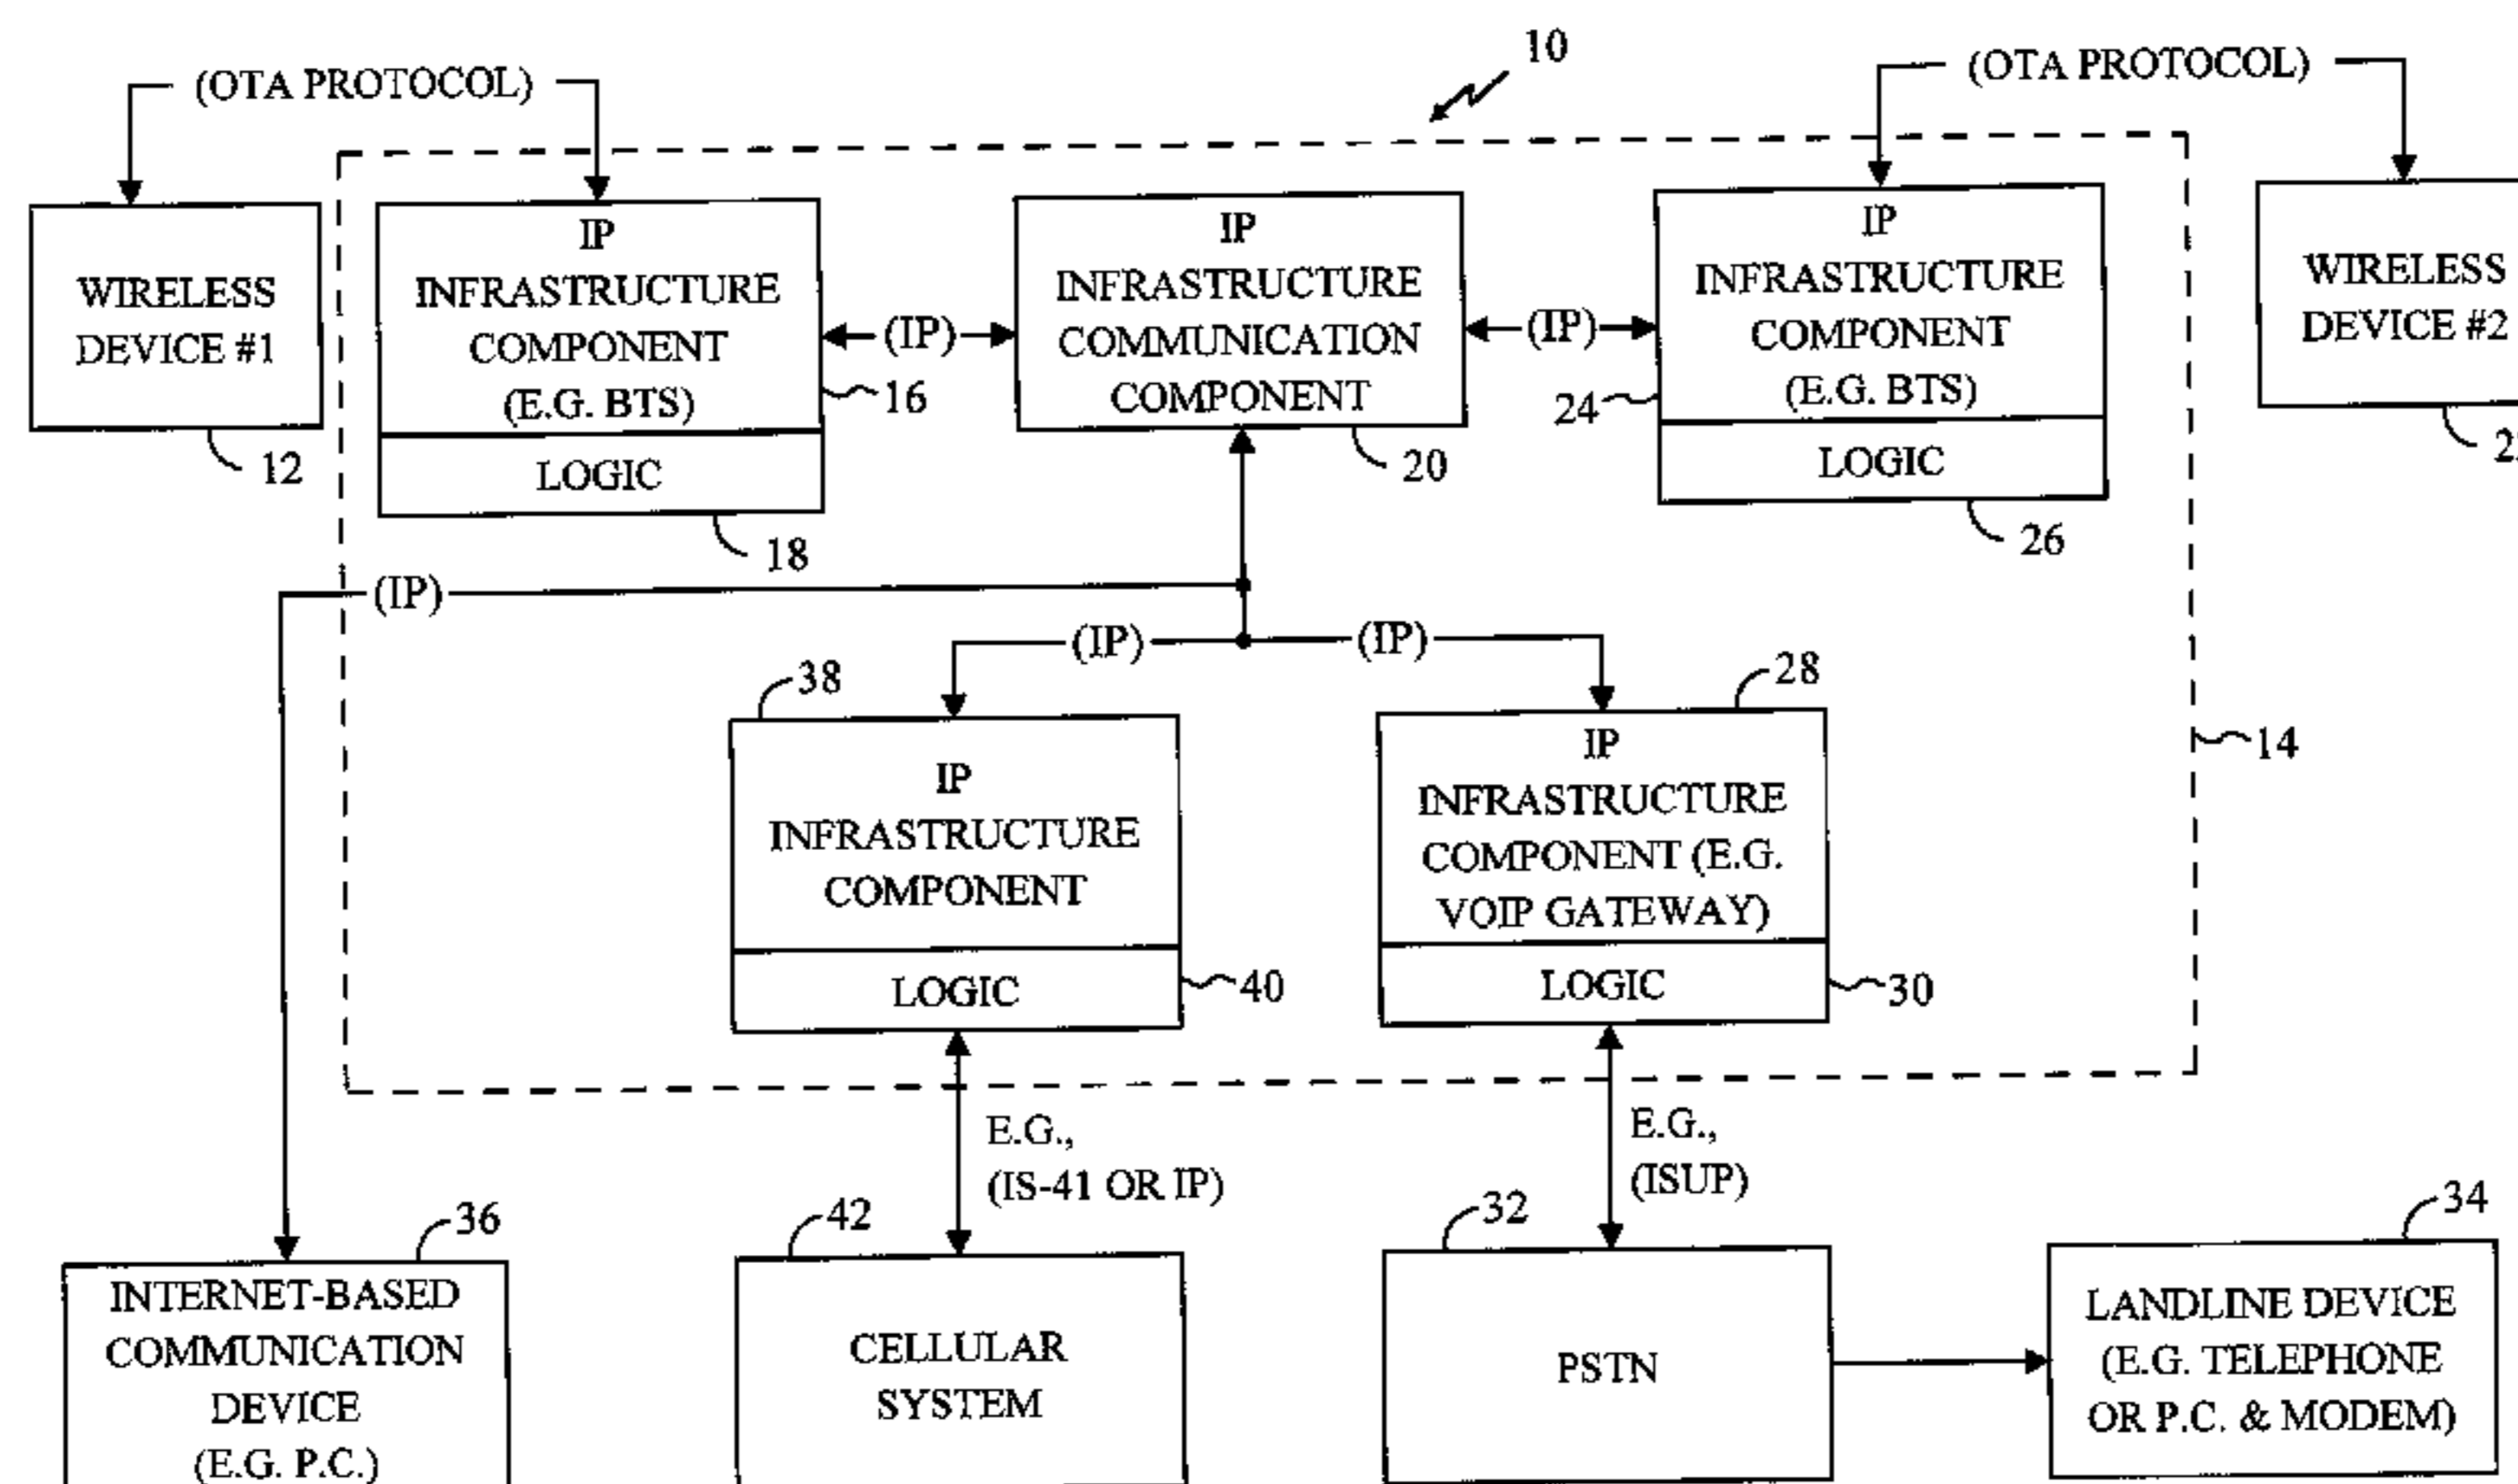 10
(OTA PROTOCOL)
(OTA PROTOCOL)
WIRELESS
DEVICE #1
12
IP
INFRASTRUCTURE
COMPONENT
(E.G. BTS)
16
LOGIC
18
(IP)
IP
INFRASTRUCTURE
COMMUNICATION
COMPONENT
20
(IP)
IP
INFRASTRUCTURE
COMPONENT
(E.G. BTS)
24
LOGIC
26
WIRELESS
DEVICE #2
(IP)
(IP)
(IP)
38
IP
INFRASTRUCTURE
COMPONENT
LOGIC
40
28
IP
INFRASTRUCTURE
COMPONENT (E.G.
VOIP GATEWAY)
LOGIC
30
14
E.G.,
(IS-41 OR IP)
E.G.,
(ISUP)
36
INTERNET-BASED
COMMUNICATION
DEVICE
(E.G. P.C.)
42
CELLULAR
SYSTEM
32
PSTN
34
LANDLINE DEVICE
(E.G. TELEPHONE
OR P.C. & MODEM)